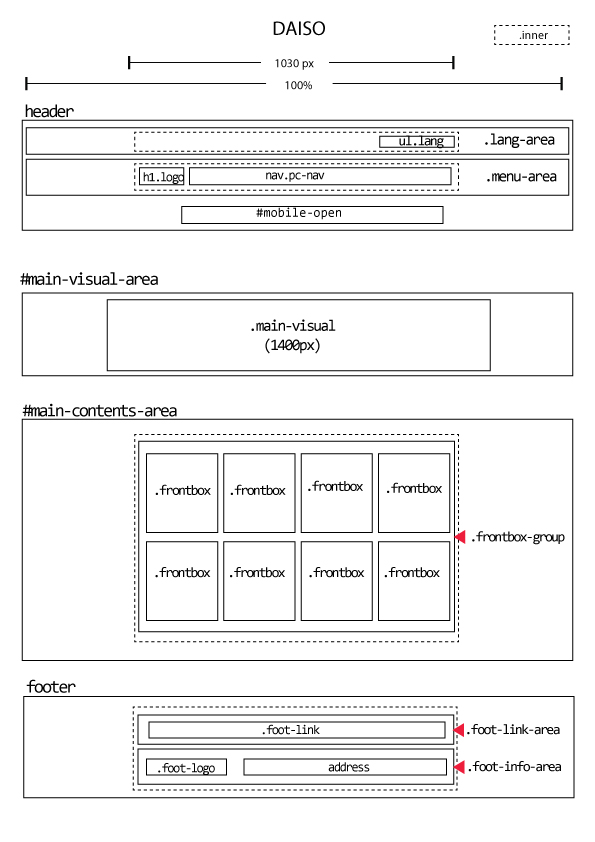 DAISO
.inner
1030 px
100%
header
ul.lang
.lang-area
h1.logo
nav.pc-nav
.menu-area
#mobile-open
#main-visual-area
.main-visual
(1400px)
#main-contents-area
.frontbox
.frontbox
.frontbox
.frontbox
.frontbox-group
.frontbox
.frontbox
.frontbox
.frontbox
footer
.foot-link
.foot-link-area
.foot-logo
address
.foot-info-area